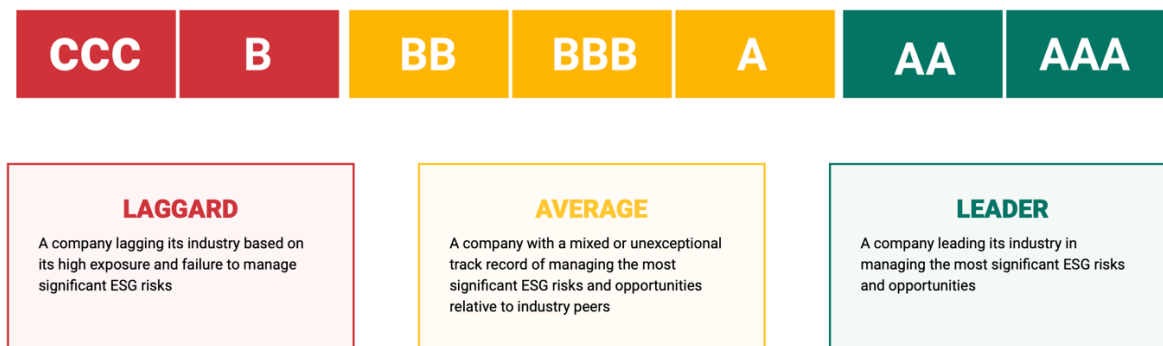 CCC B BB BBB A AA AAA
LAGGARD
A company lagging its industry based on
its high exposure and failure to manage
significant ESG risks
AVERAGE
A company with a mixed or unexceptional
track record of managing the most
significant ESG risks and opportunities
relative to industry peers
LEADER
A company leading its industry in
managing the most significant ESG risks
and opportunities